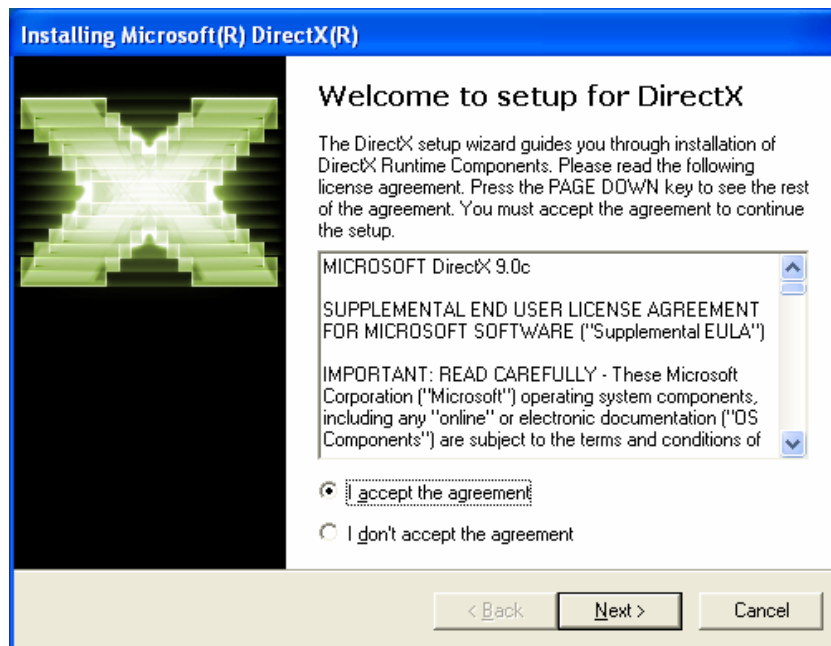 Installing Microsoft(R) DirectX(R)
Welcome to setup for DirectX
The DirectX setup wizard guides you through installation of
DirectX Runtime Components. Please read the following
license agreement. Press the PAGE DOWN key to see the rest
of the agreement. You must accept the agreement to continue
the setup.
MICROSOFT DirectX 9.0c
SUPPLEMENTAL END USER LICENSE AGREEMENT
FOR MICROSOFT SOFTWARE ("Supplemental EULA")
IMPORTANT: READ CAREFULLY - These Microsoft
Corporation ("Microsoft") operating system components,
including any "online" or electronic documentation ("OS
Components") are subject to the terms and conditions of
I accept the agreement
I don't accept the agreement
< Back Next > Cancel